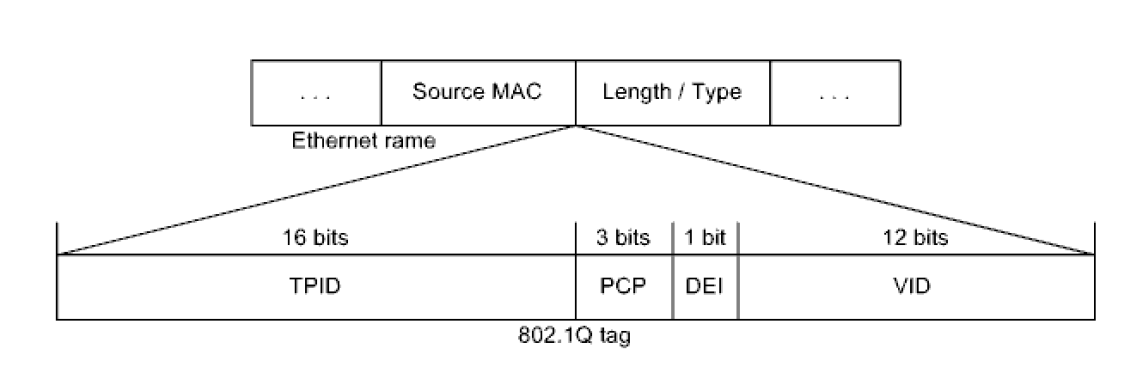 . . . Source MAC Length / Type . . .
Ethernet rame
16 bits 3 bits 1 bit 12 bits
TPID PCP DEI VID
802.1Q tag